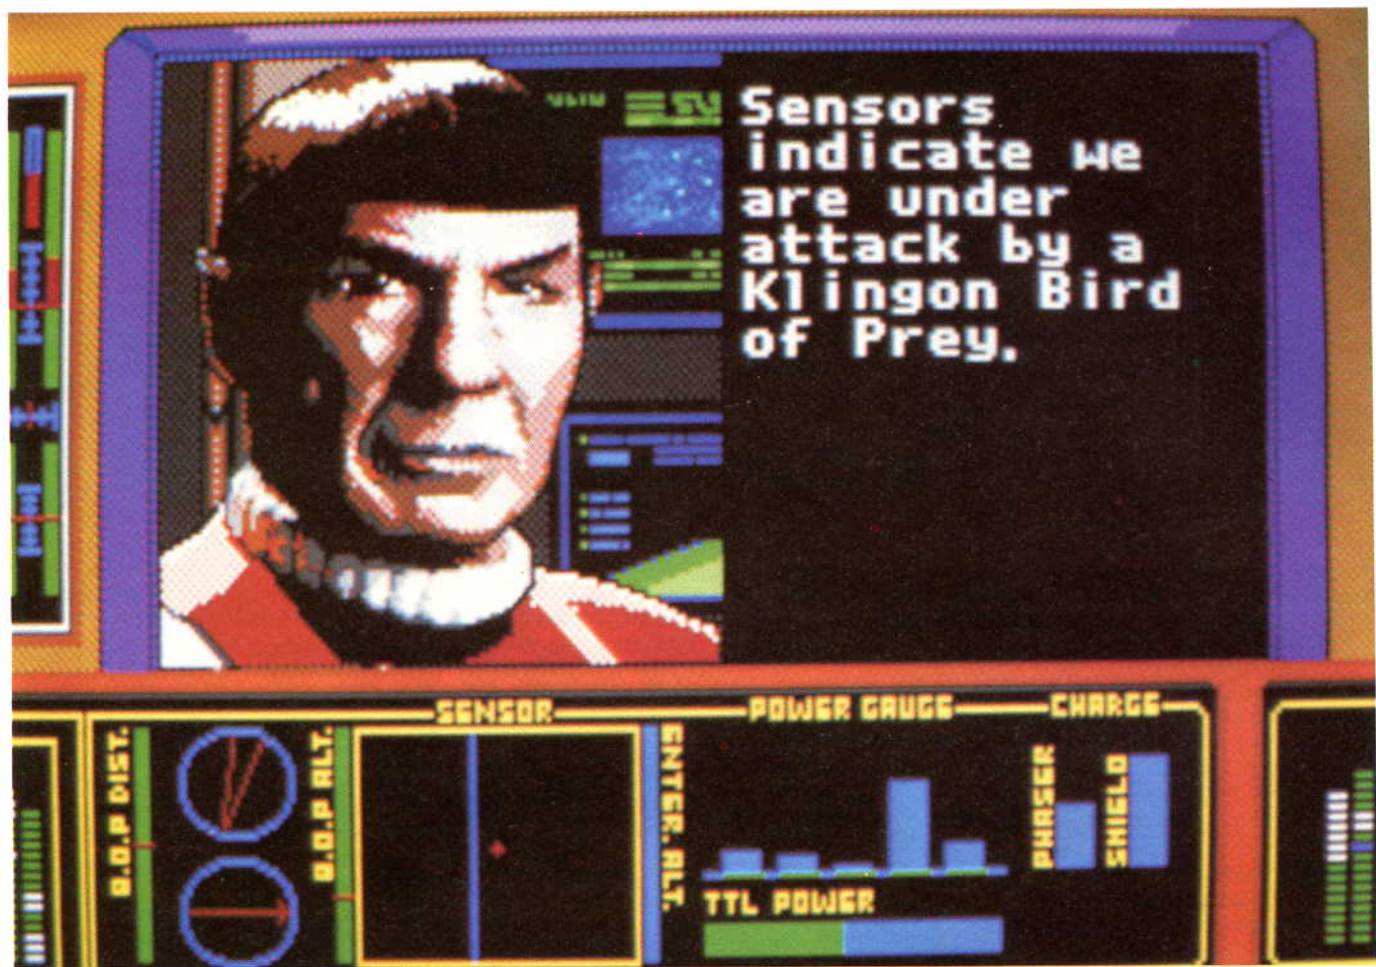 Sensors
indicate we
are under
attack by a
Klingon Bird
of Prey.
SENSOR
POWER GAUGE
CHARGE
B.O.P DIST.
B.O.P ALT.
ENTER. ALT.
PHASER
SHIELD
TTL POWER